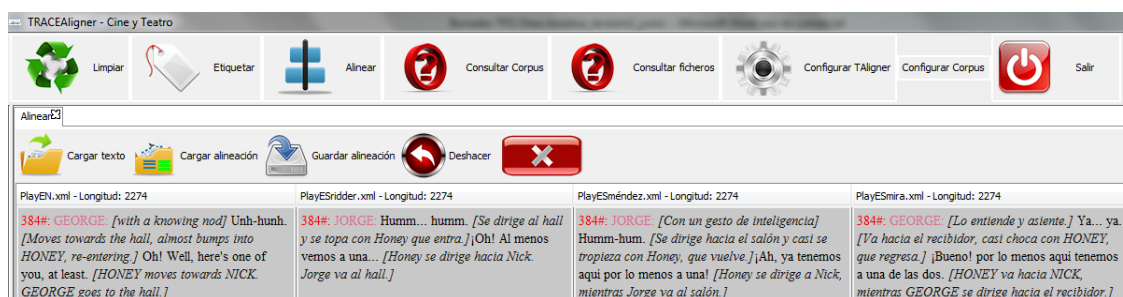 TRACEAligner - Cine y Teatro
Limpiar Etiquetar Alinear Consultar Corpus Consultar ficheros Configurar TAligner Configurar Corpus Salir
Alinear
Cargar texto Cargar alineación Guardar alineación Deshacer
PlayEN.xml - Longitud: 2274
384#: GEORGE: [with a knowing nod] Unh-hunh.
[Moves towards the hall, almost bumps into
HONEY, re-entering.] Oh! Well, here's one of
you, at least. [HONEY moves towards NICK.
GEORGE goes to the hall.]
PlayESridder.xml - Longitud: 2274
384#: JORGE: Humm... humm. [Se dirige al hall
y se topa con Honey que entra.]¡Oh! Al menos
vemos a una... [Honey se dirige hacia Nick.
Jorge va al hall.]
PlayESméndez.xml - Longitud: 2274
384#: JORGE: [Con un gesto de inteligencia]
Humm-hum. [Se dirige hacia el salón y casi se
tropieza con Honey, que vuelve.]¡Ah, ya tenemos
aqui por lo menos a una! [Honey se dirige a Nick,
mientras Jorge va al salón.]
PlayESmira.xml - Longitud: 2274
384#: GEORGE: [Lo entiende y asiente.] Ya... ya.
[Va hacia el recibidor, casi choca con HONEY,
que regresa.] ¡Bueno! por lo menos aquí tenemos
a una de las dos. [HONEY va hacia NICK,
mientras GEORGE se dirige hacia el recibidor.]